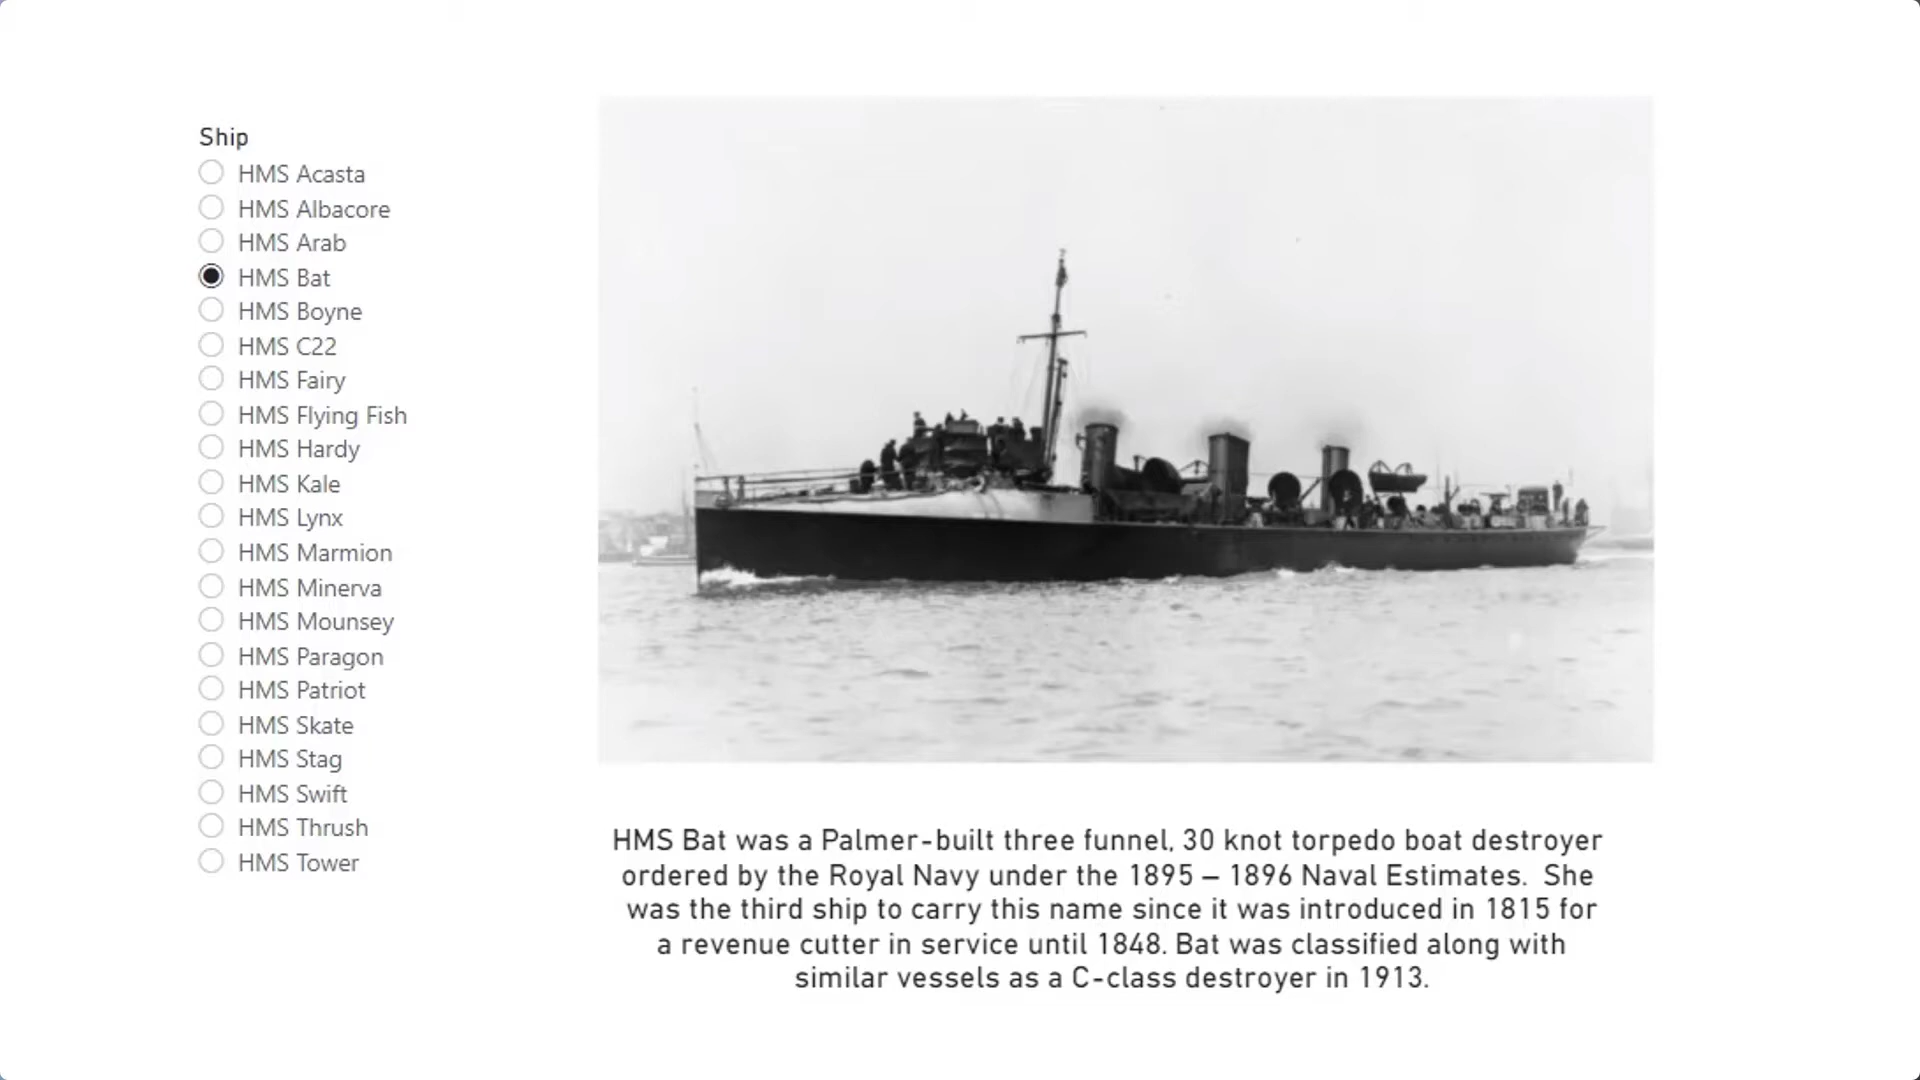 Ship
HMS Acasta
HMS Albacore
HMS Arab
HMS Bat
HMS Boyne
HMS C22
HMS Fairy
HMS Flying Fish
HMS Hardy
HMS Kale
HMS Lynx
HMS Marmion
HMS Minerva
HMS Mounsey
HMS Paragon
HMS Patriot
HMS Skate
HMS Stag
HMS Swift
HMS Thrush
HMS Tower
HMS Bat was a Palmer-built three funnel, 30 knot torpedo boat destroyer
ordered by the Royal Navy under the 1895 – 1896 Naval Estimates.  She
was the third ship to carry this name since it was introduced in 1815 for
a revenue cutter in service until 1848. Bat was classified along with
similar vessels as a C-class destroyer in 1913.